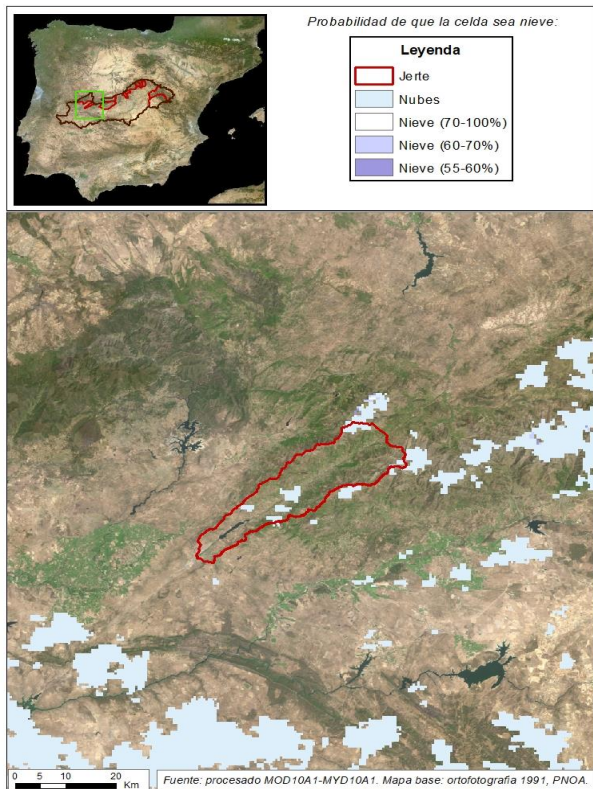 Probabilidad de que la celda sea nieve:
Leyenda
Jerte
Nubes
Nieve (70-100%)
Nieve (60-70%)
Nieve (55-60%)
0 5 10 20
Km
Fuente: procesado MOD10A1-MYD10A1. Mapa base: ortofotografia 1991, PNOA.